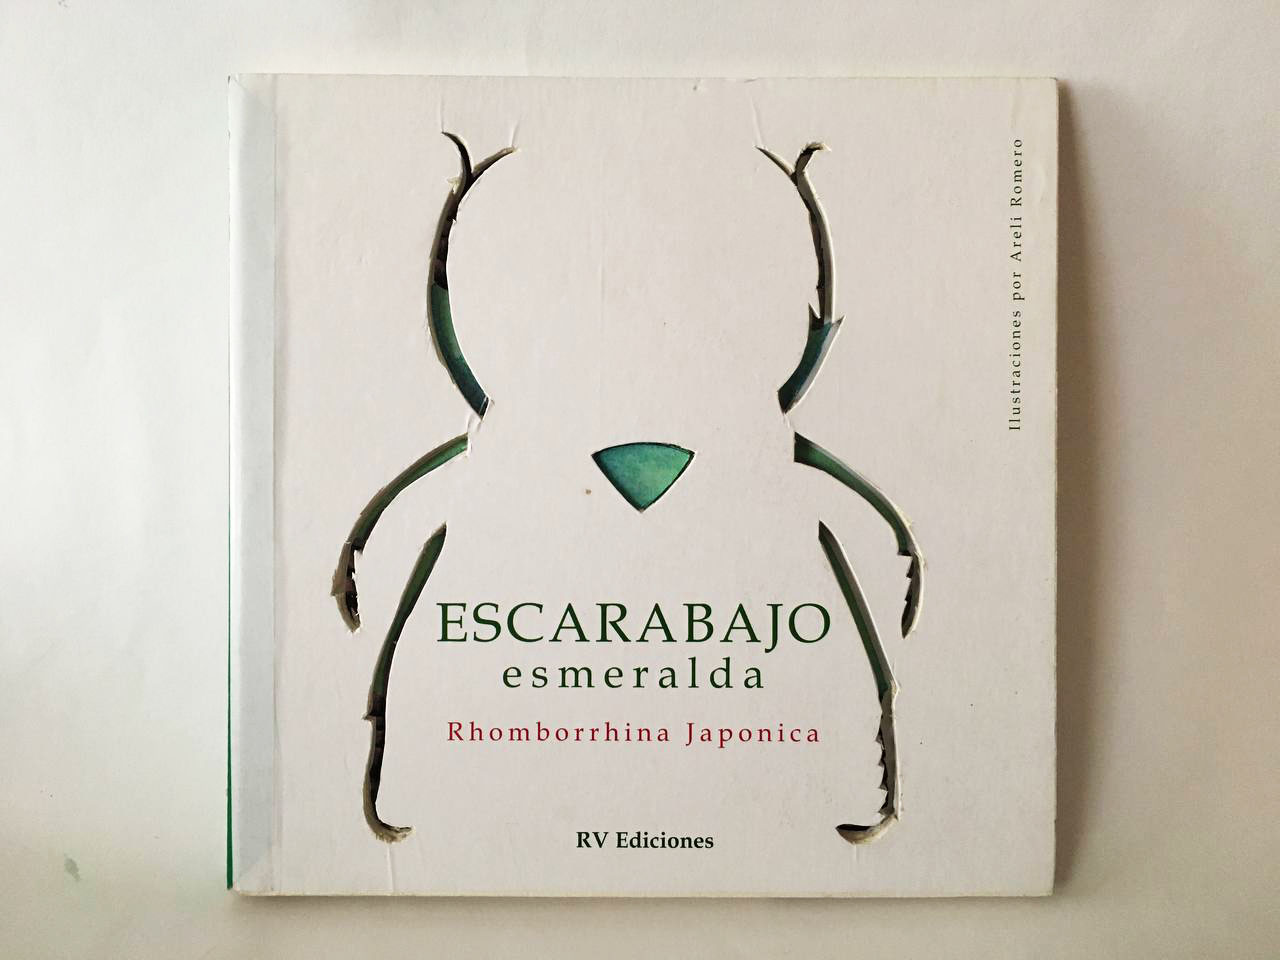 Ilustraciones por Areli Romero
ESCARABAJO
esmeralda
Rhomborrhina Japonica
RV Ediciones